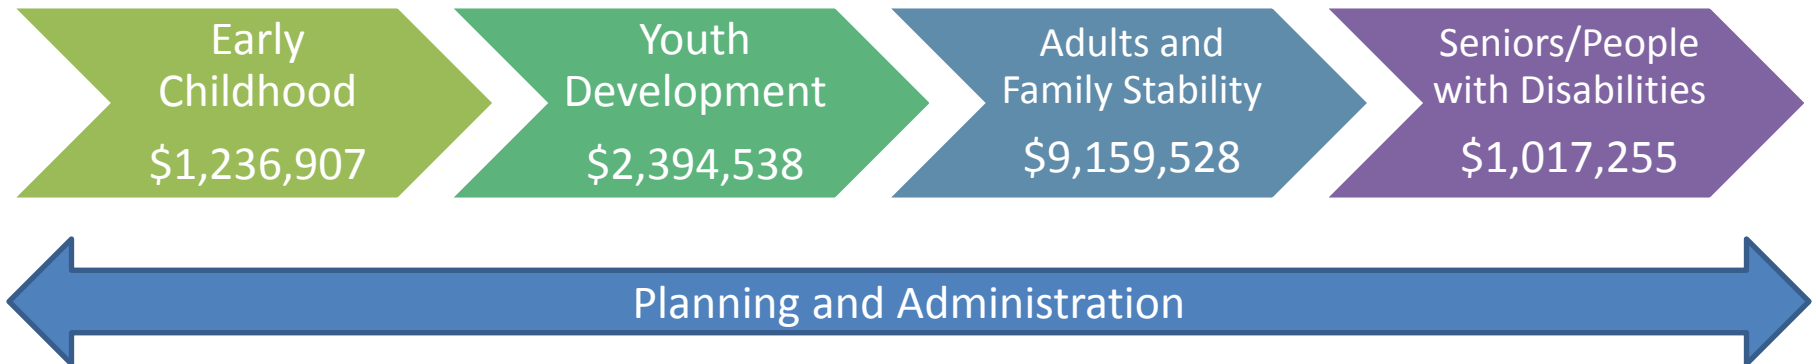 Early
Childhood
$1,236,907
Youth
Development
$2,394,538
Adults and
Family Stability
$9,159,528
Seniors/People
with Disabilities
$1,017,255
Planning and Administration